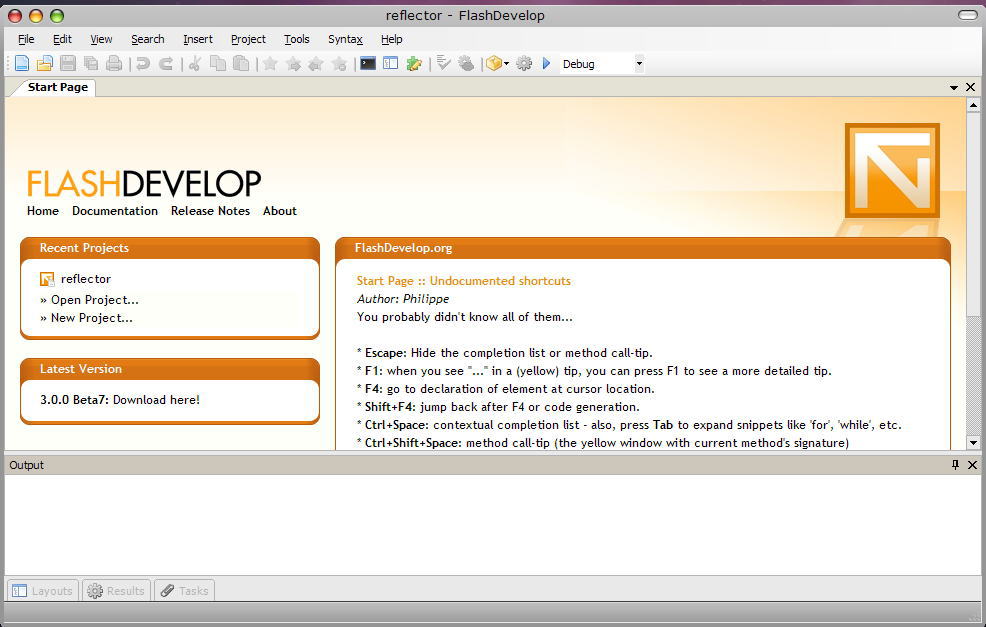 reflector - FlashDevelop
File Edit View Search Insert Project Tools Syntax Help
Debug
Start Page
FLASHDEVELOP
Home Documentation Release Notes About
Recent Projects
reflector
» Open Project...
» New Project...
Latest Version
3.0.0 Beta7: Download here!
FlashDevelop.org
Start Page :: Undocumented shortcuts
Author: Philippe
You probably didn't know all of them...
* Escape: Hide the completion list or method call-tip.
* F1: when you see "..." in a (yellow) tip, you can press F1 to see a more detailed tip.
* F4: go to declaration of element at cursor location.
* Shift+F4: jump back after F4 or code generation.
* Ctrl+Space: contextual completion list - also, press Tab to expand snippets like 'for', 'while', etc.
* Ctrl+Shift+Space: method call-tip (the yellow window with current method's signature)
Output
Layouts Results Tasks